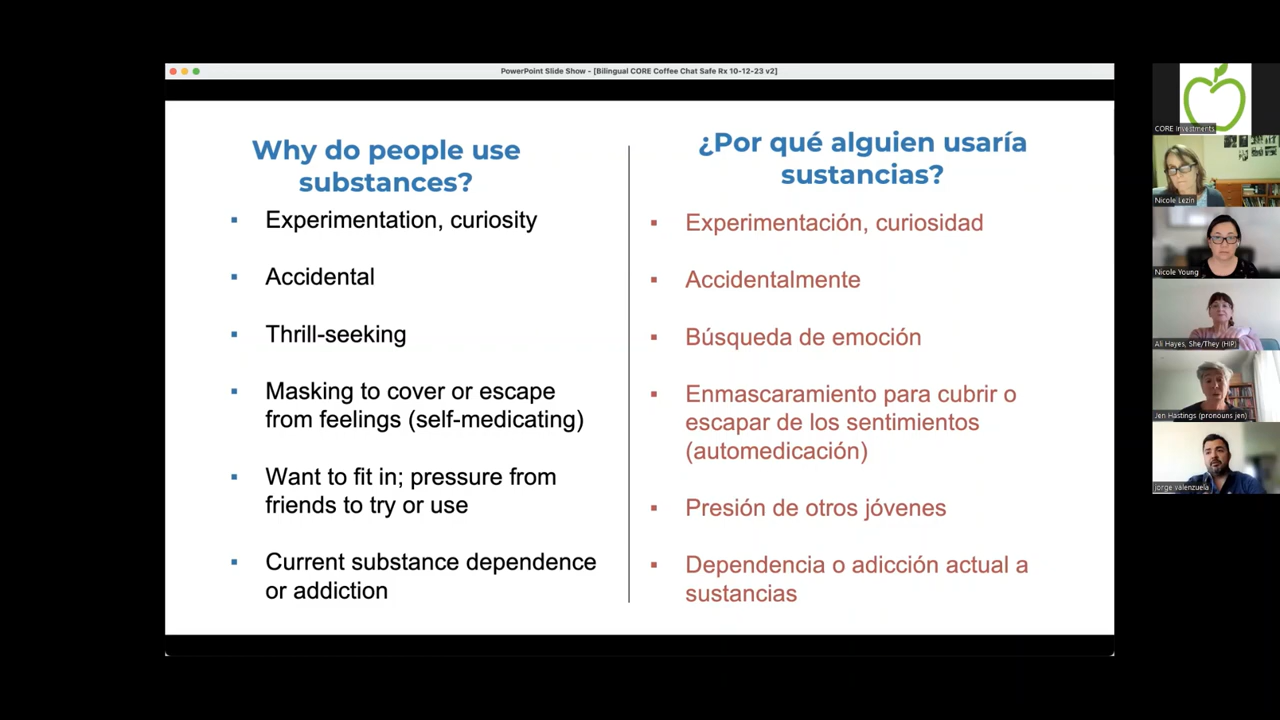 PowerPoint Slide Show - [Bilingual CORE Coffee Chat Safe Rx 10-12-23 v2]
Why do people use
substances?
▪ Experimentation, curiosity
▪ Accidental
▪ Thrill-seeking
▪ Masking to cover or escape
from feelings (self-medicating)
▪ Want to fit in; pressure from
friends to try or use
▪ Current substance dependence
or addiction
¿Por qué alguien usaría
sustancias?
▪ Experimentación, curiosidad
▪ Accidentalmente
▪ Búsqueda de emoción
▪ Enmascaramiento para cubrir o
escapar de los sentimientos
(automedicación)
▪ Presión de otros jóvenes
▪ Dependencia o adicción actual a
sustancias
CORE Investments
Nicole Lezin
Nicole Young
Ali Hayes, She/They (HIP)
Jen Hastings (pronouns jen)
jorge valenzuela